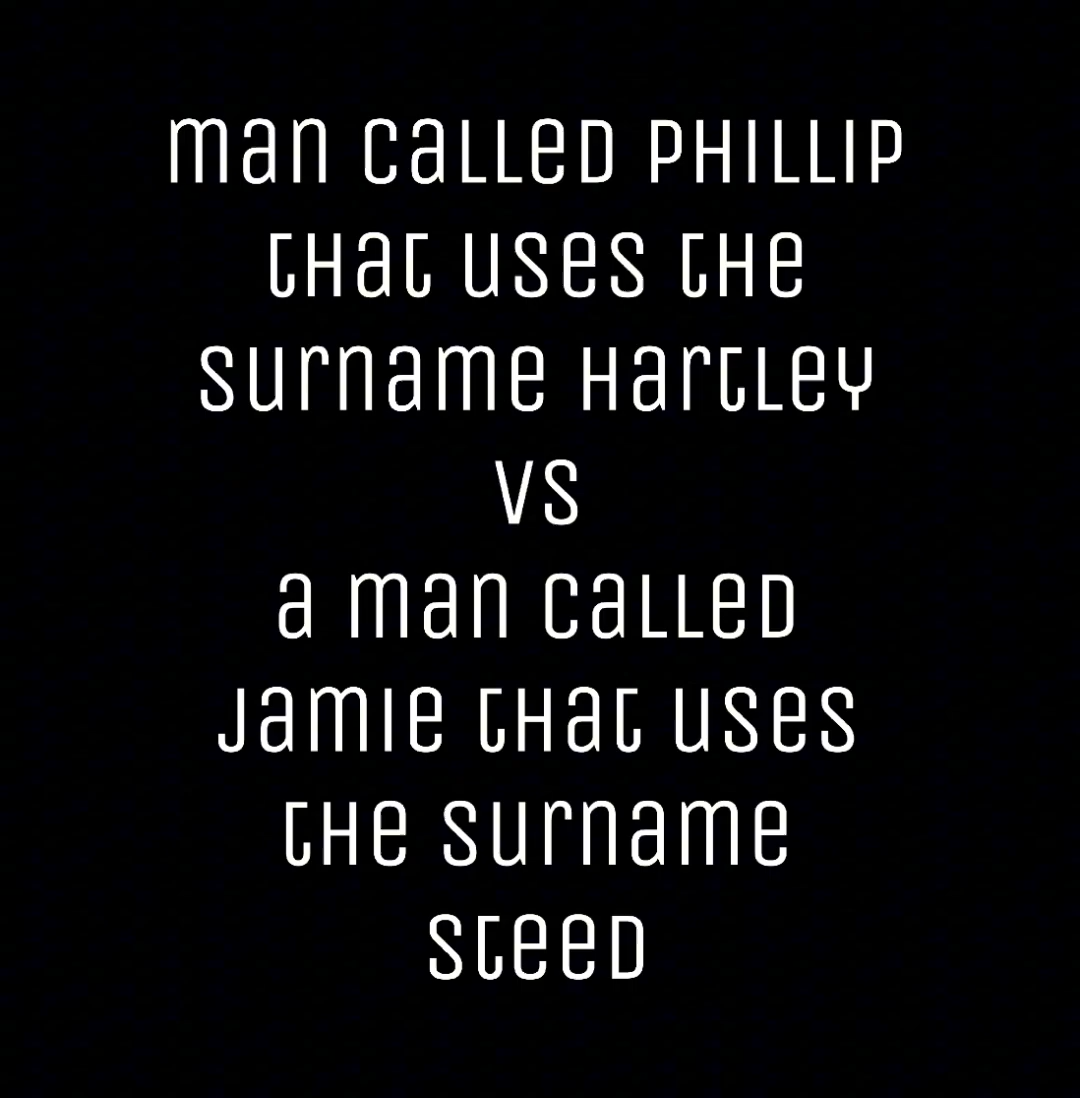 man called PHILLIP
that uses the
surname Hartley
vs
a man called
Jamie that uses
the surname
steed